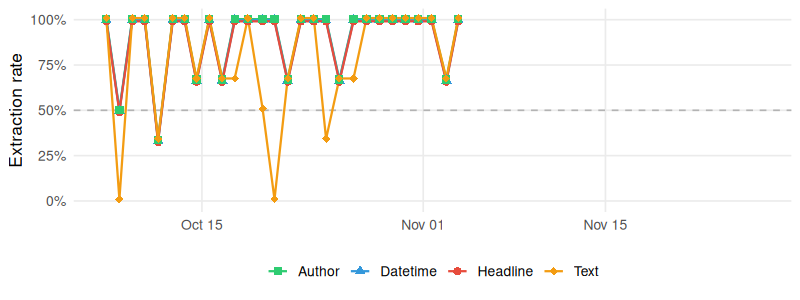 100%
75%
50%
25%
0%
Extraction rate
Oct 15 Nov 01 Nov 15
Author Datetime Headline Text